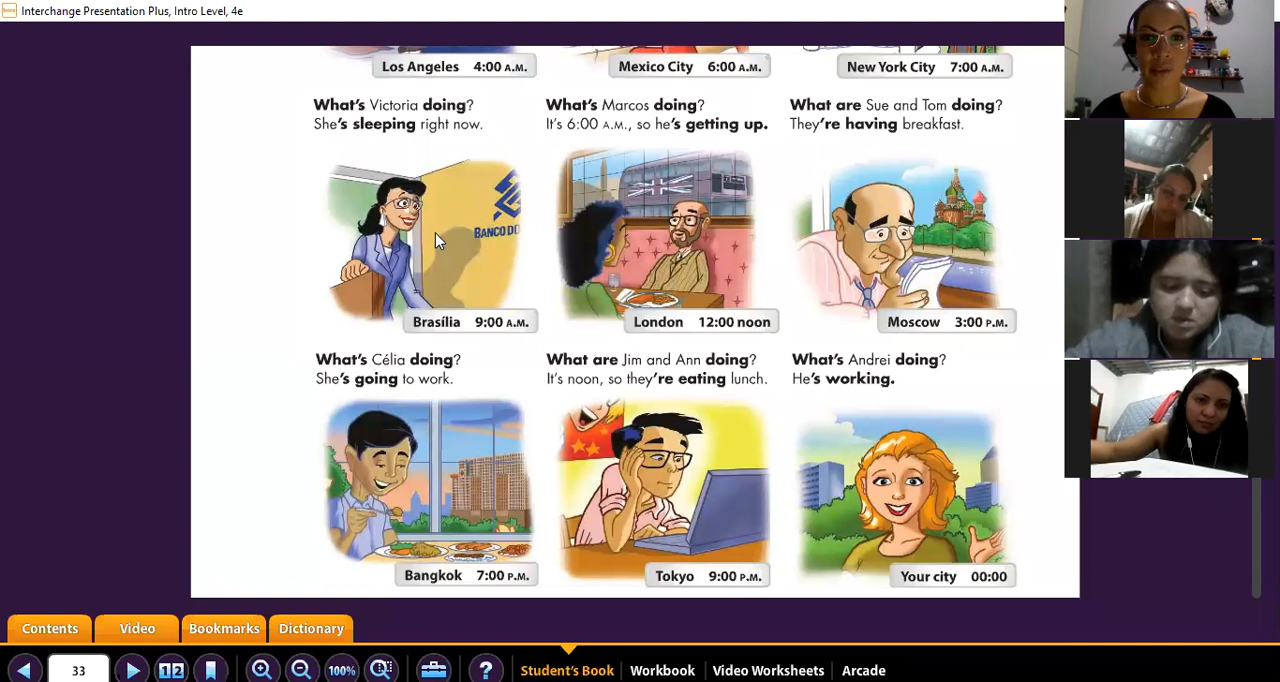 Interchange Presentation Plus, Intro Level, 4e
Los Angeles 4:00 A.M.
Mexico City 6:00 A.M.
New York City 7:00 A.M.
What's Victoria doing?
She's sleeping right now.
What's Marcos doing?
It's 6:00 A.M., so he's getting up.
What are Sue and Tom doing?
They're having breakfast.
BANCO DO
Brasília 9:00 A.M.
London 12:00 noon
Moscow 3:00 P.M.
What's Célia doing?
She's going to work.
What are Jim and Ann doing?
It's noon, so they're eating lunch.
What's Andrei doing?
He's working.
Bangkok 7:00 P.M.
Tokyo 9:00 P.M.
Your city 00:00
Contents
Video
Bookmarks
Dictionary
33
1 2
100%
?
Student's Book
Workbook
Video Worksheets
Arcade